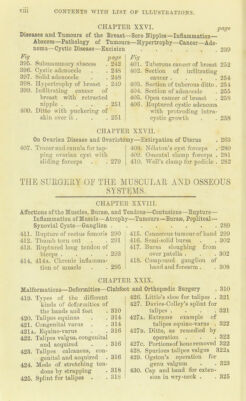 viii CONTENTS WITH LIST OF ILLUSTRATIONS.
CHAPTER XXVI. page
Diseases and Tumours of the Breast—Sore Nipples—Inflammation—
Abscess—Pathology of Tumours—Hypertrophy—Cancer—Ade-
noma—Cystic Disease—Excision . . . 239
Fig page
395. Submammary abscess . 242
396. Cystic adenocele . . 248
397. Solid adenocele . . 248
398. Hypertrophy of breast . 249
399. Infiltrating cancer of
breast with retracted
nipple . . . 251
400. Ditto with puckering of
skin over it . . . 251
Fig page
401. Tuberous cancer of breast 252
402. Section of infiltrating
cancer . . . 254
403. Section of tuberous ditto . 254
404. Section of adenocele . 255
405. Open cancer of breast . 258
406. Ruptured cystic adenoma
with protruding intra-
cystic growth . . 258
CHAPTER XXVII.
On Ovarian Disease and Ovariotomy—Extirpation of Uterus 263
407. Trocar and canula for tap-
ping ovarian cyst with
sliding forceps . . 279
408. Nélaton's cyst forceps . 280
409. Omental clamp forceps . 281
410. Well's clamp for pedicle . 282
THE SURGERY OF THE MUSCULAR AND OSSEOUS
SYSTEMS.
CHAPTER XXVIII.
Affections of the Muscles, Bursæ, and Tendons—Contusions—Rupture—
Inflammation of Muscle—Atrophy—Tumours—Bursæ, Popliteal—
Synovial Cysts—Ganglion . . . 289
411. Rupture of rectus femoris 290
412. Thumb torn out . . 291
413. Ruptured long tendon of
biceps . . . 293
414, 414a. Chronic inflamma-
tion of muscle . . 295
415. Cancerous tumour of hand 299
416. Semi-solid bursa . . 302
417. Bursa sloughing from
over patella . . . 302
418. Compound ganglion of
hand and forearm . . 308
CHAPTER XXIX.
Malformations—Deformities—Clubfoot and Orthopædic Surgery 310
419. Types of the different
kinds of deformities of
the hands and feet . 310
420. Talipes equinus . . 314
421. Congenital varus . . 314
421a. Equino-varus . . 316
422. Talipes valgus, congenital
and acquired . . 316
423. Talipes calcaneus, con-
genital and acquired . 316
424. Mode of stretching ten-
dons by strapping . 318
425. Splint for talipes . 318
426. Little's shoe for talipes . 321
427. Davies-Colley's splint for
talipes . . . 321
427a. Extreme example of
talipes equino-varus . 322
427b. Ditto, as remedied by
operation . . . 322
427c. Portions of bone removed 322
428. Spurious talipes valgus 322a
429. Ogston's operation for
genu valgum . . 323
430. Cap and band for exten-
sion in wry-neck . . 325